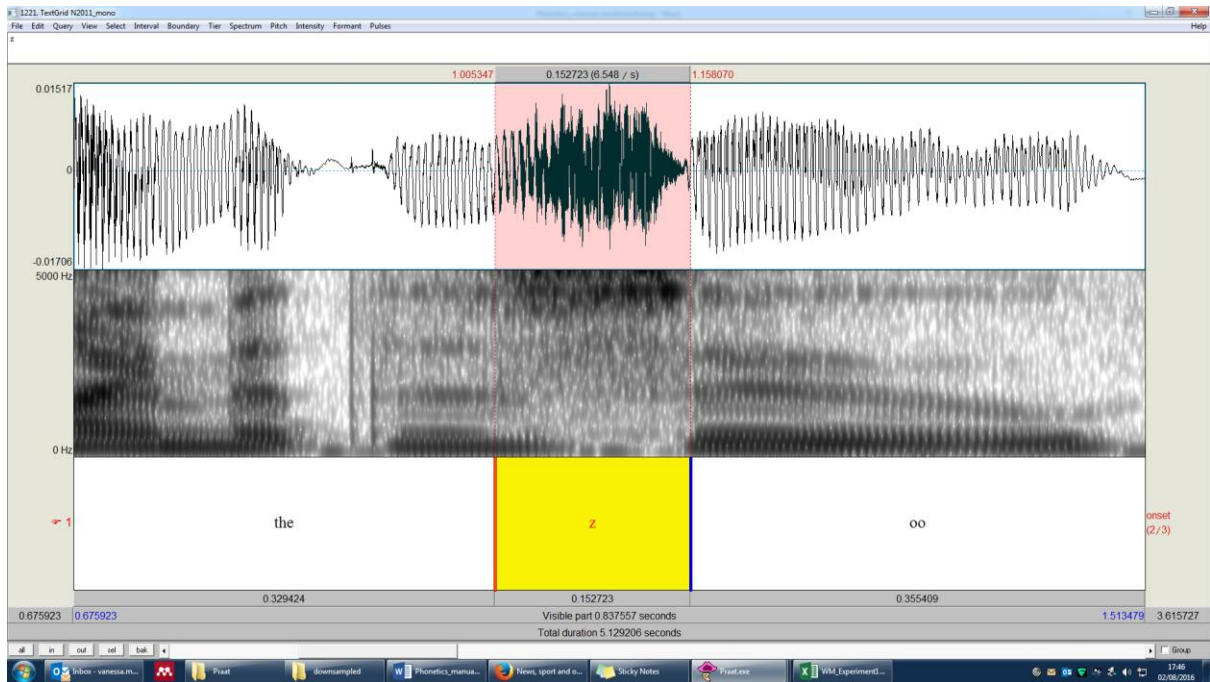 1221. TextGrid N2011_mono
File Edit Query View Select Interval Boundary Tier Spectrum Pitch Intensity Formant Pulses Help
z
1.005347 0.152723 (6.548 / s) 1.158070
0.01517
0
-0.01706
5000 Hz
0 Hz
☞ 1 the z oo onset
(2/3)
0.329424 0.152723 0.355409
0.675923 0.675923 Visible part 0.837557 seconds 1.513479 3.615727
Total duration 5.129206 seconds
all in out sel bak Group
Inbox - vanessa.m... Praat downsampled Phonetics_manua... News, sport and o... Sticky Notes Praat.exe WM_Experiment1... 17:46
02/08/2016